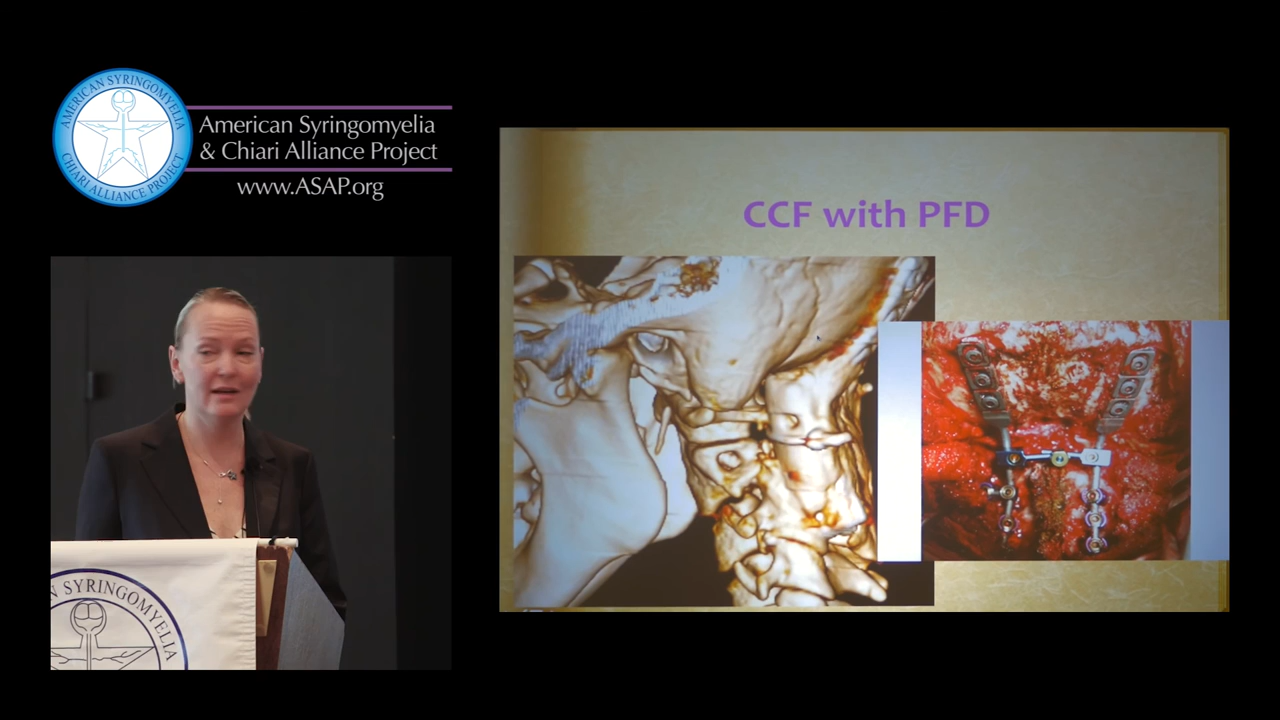 AMERICAN SYRINGOMYELIA
CHIARI ALLIANCE PROJECT
American Syringomyelia
& Chiari Alliance Project
www.ASAP.org
CCF with PFD
N SYRINGOMYELIA